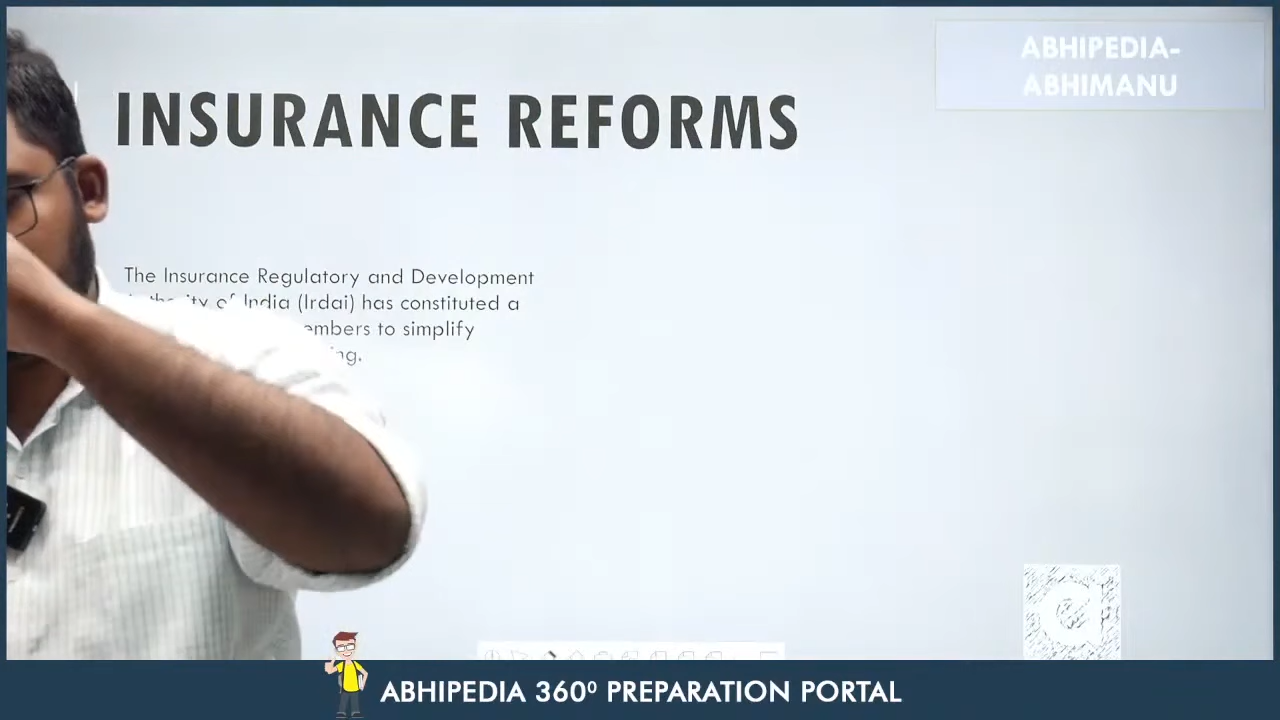 ABHIPEDIA-
ABHIMANU
INSURANCE REFORMS
The Insurance Regulatory and Development
of India (Irdai) has constituted a
to simplify
ABHIPEDIA 360⁰ PREPARATION PORTAL